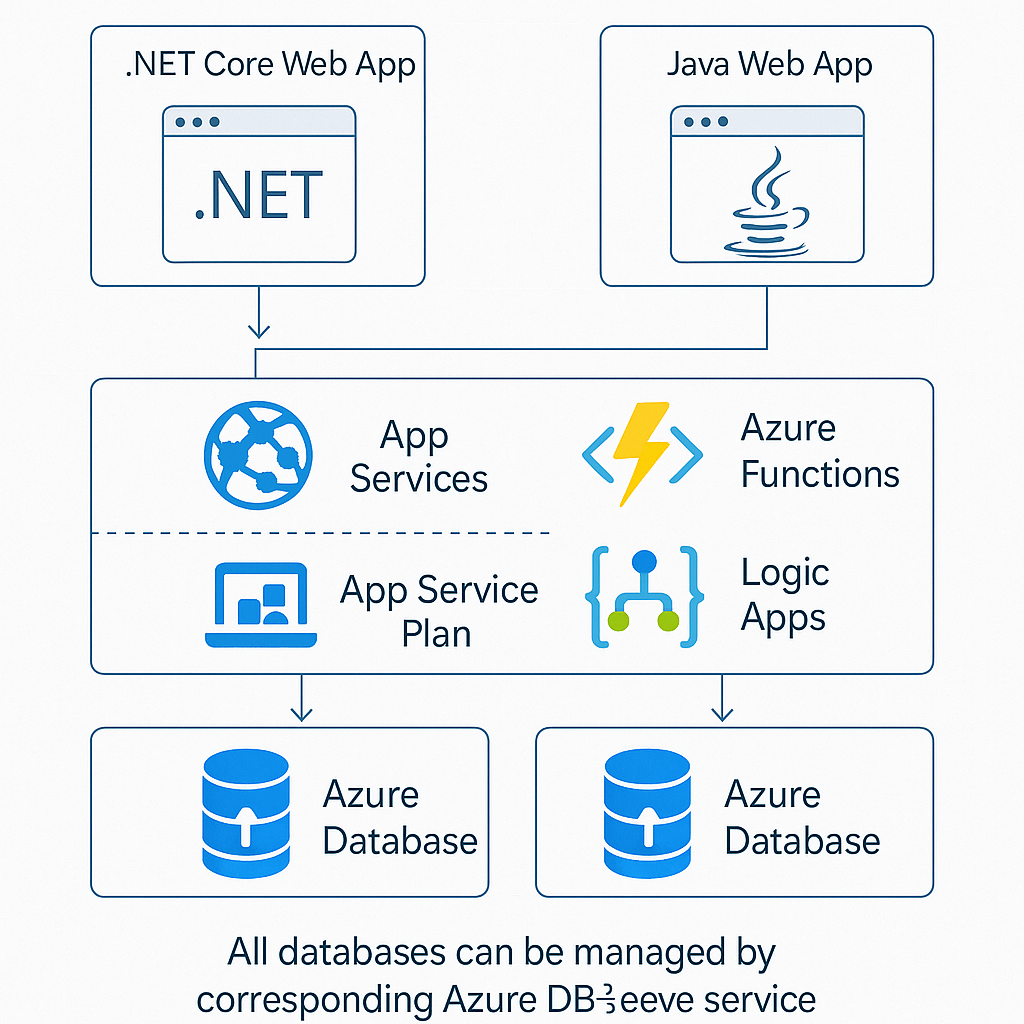 .NET Core Web App
Java Web App
.NET
App
Services
Azure
Functions
App Service
Plan
Logic
Apps
Azure
Database
Azure
Database
All databases can be managed by
corresponding Azure service